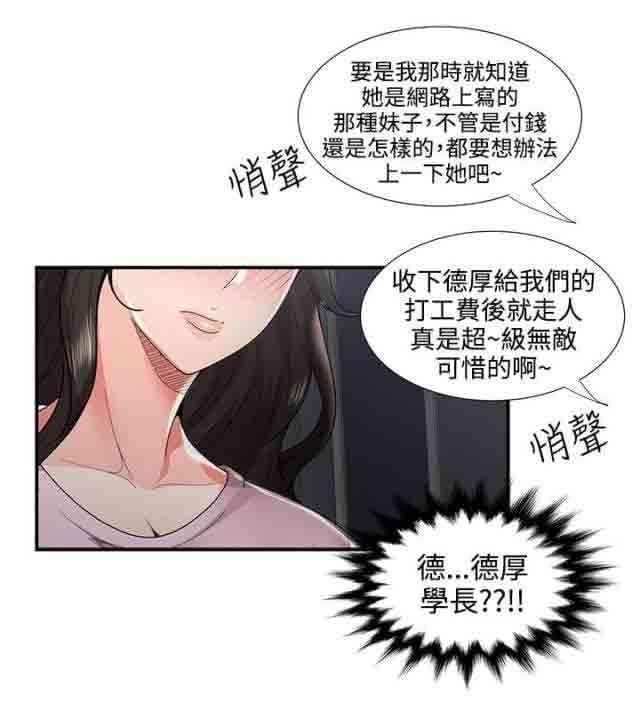 要是我那時就知道
她是網路上寫的
那種妹子，不管是付錢
還是怎樣的，都要想辦法
上一下她吧~
悄聲
收下德厚給我們的
打工費後就走人
真是超~級無敵
可惜的啊~
悄聲
德...德厚
學長??!!